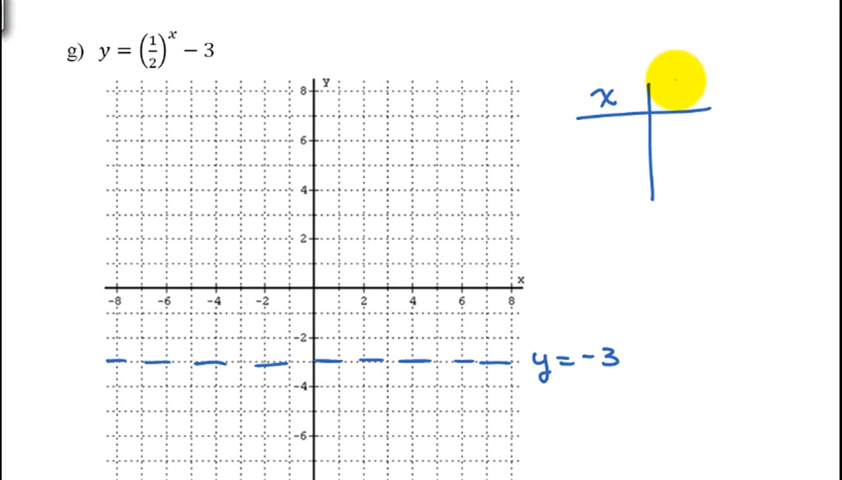 g) y = (1/2)^x − 3
x
y
8
6
4
2
x
-8 -6 -4 -2 2 4 6 8
-2
y = -3
-4
-6